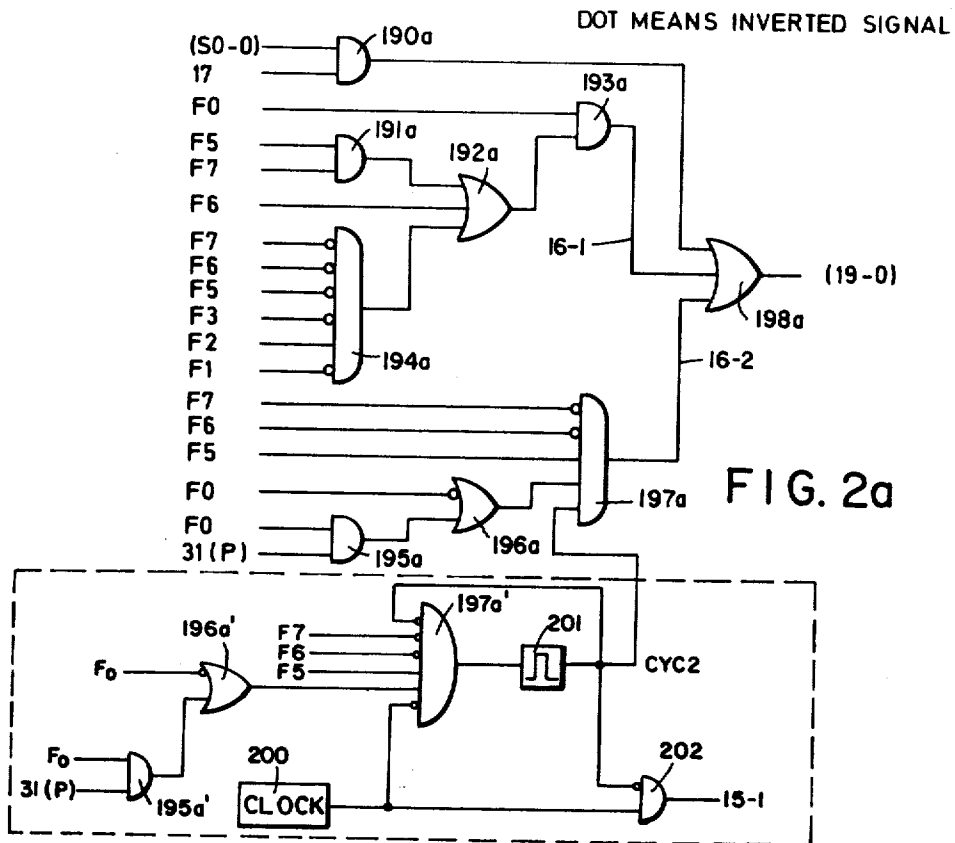 DOT MEANS INVERTED SIGNAL
(S0-0)
190a
17
193a
F0
F5
191a
192a
F7
F6
F7
16-1
(19-0)
F6
F5
198a
F3
F2
194a
16-2
F1
F7
F6
F5
FIG. 2a
F0
197a
F0
196a
31(P)
195a
197a'
196a'
201
F7
F6
F5
CYC2
F0
200
202
F0
CLOCK
15-1
31(P)
195a'